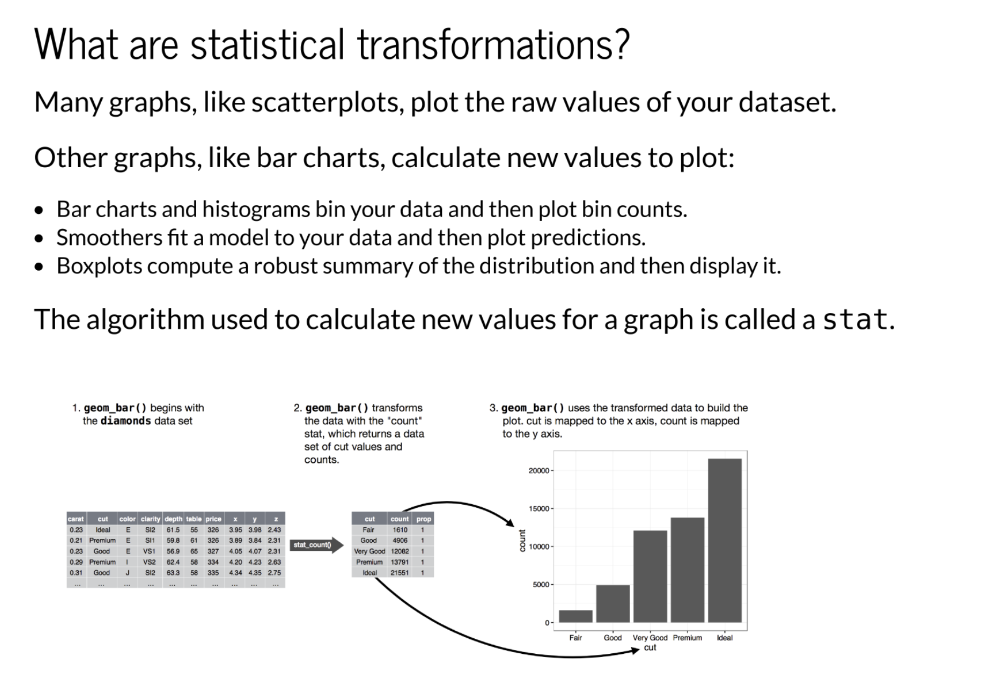 What are statistical transformations?
Many graphs, like scatterplots, plot the raw values of your dataset.
Other graphs, like bar charts, calculate new values to plot:
• Bar charts and histograms bin your data and then plot bin counts.
• Smoothers fit a model to your data and then plot predictions.
• Boxplots compute a robust summary of the distribution and then display it.
The algorithm used to calculate new values for a graph is called a stat.
1. geom_bar() begins with
the diamonds data set
2. geom_bar() transforms
the data with the "count"
stat, which returns a data
set of cut values and
counts.
3. geom_bar() uses the transformed data to build the
plot. cut is mapped to the x axis, count is mapped
to the y axis.
carat cut color clarity depth table price x y z
0.23 Ideal E SI2 61.5 55 326 3.95 3.98 2.43
0.21 Premium E SI1 59.8 61 326 3.89 3.84 2.31
0.23 Good E VS1 56.9 65 327 4.05 4.07 2.31
0.29 Premium I VS2 62.4 58 334 4.20 4.23 2.63
0.31 Good J SI2 63.3 58 335 4.34 4.35 2.75
... ... ... ... ... ... ... ... ... ...
stat_count()
cut count prop
Fair 1610 1
Good 4906 1
Very Good 12082 1
Premium 13791 1
Ideal 21551 1
count
20000
15000
10000
5000
0
Fair Good Very Good Premium Ideal
cut